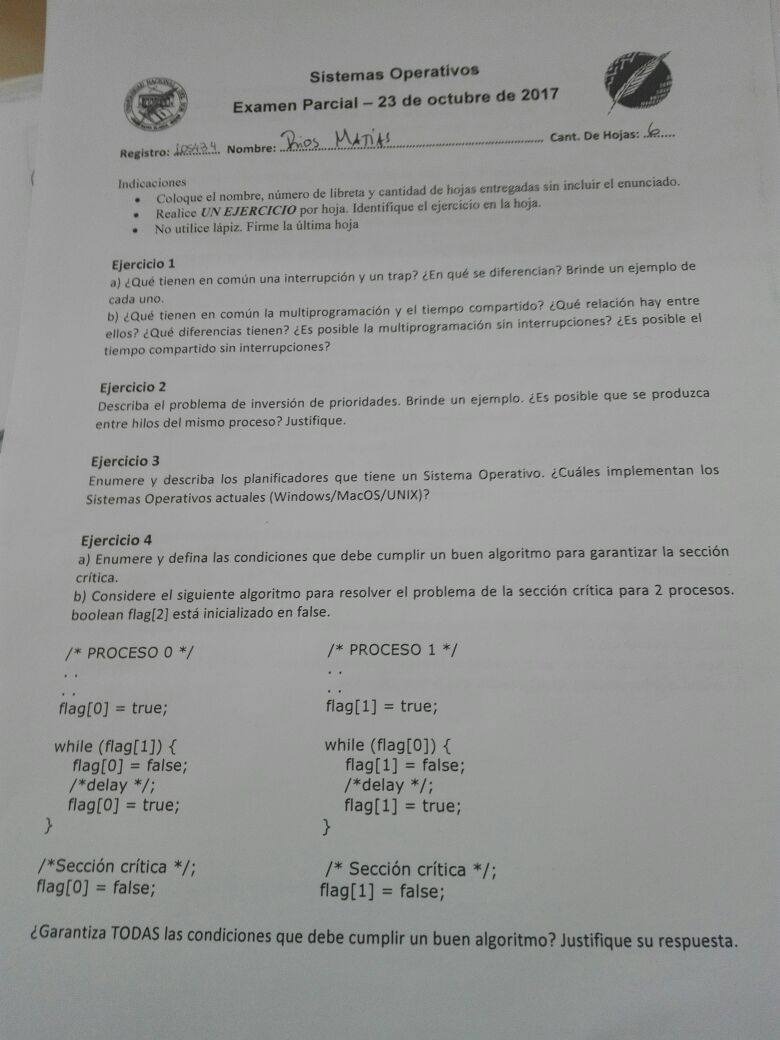 Sistemas Operativos
Examen Parcial – 23 de octubre de 2017
Registro: 105434 Nombre: Rios MATÍAS Cant. De Hojas: 6
Indicaciones
• Coloque el nombre, número de libreta y cantidad de hojas entregadas sin incluir el enunciado.
• Realice UN EJERCICIO por hoja. Identifique el ejercicio en la hoja.
• No utilice lápiz. Firme la última hoja
Ejercicio 1
a) ¿Qué tienen en común una interrupción y un trap? ¿En qué se diferencian? Brinde un ejemplo de
cada uno.
b) ¿Qué tienen en común la multiprogramación y el tiempo compartido? ¿Qué relación hay entre
ellos? ¿Qué diferencias tienen? ¿Es posible la multiprogramación sin interrupciones? ¿Es posible el
tiempo compartido sin interrupciones?
Ejercicio 2
Describa el problema de inversión de prioridades. Brinde un ejemplo. ¿Es posible que se produzca
entre hilos del mismo proceso? Justifique.
Ejercicio 3
Enumere y describa los planificadores que tiene un Sistema Operativo. ¿Cuáles implementan los
Sistemas Operativos actuales (Windows/MacOS/UNIX)?
Ejercicio 4
a) Enumere y defina las condiciones que debe cumplir un buen algoritmo para garantizar la sección
crítica.
b) Considere el siguiente algoritmo para resolver el problema de la sección crítica para 2 procesos.
boolean flag[2] está inicializado en false.
/* PROCESO 0 */
. .
. .
flag[0] = true;
while (flag[1]) {
flag[0] = false;
/*delay */;
flag[0] = true;
}
/*Sección crítica */;
flag[0] = false;
/* PROCESO 1 */
. .
. .
flag[1] = true;
while (flag[0]) {
flag[1] = false;
/*delay */;
flag[1] = true;
}
/* Sección crítica */;
flag[1] = false;
¿Garantiza TODAS las condiciones que debe cumplir un buen algoritmo? Justifique su respuesta.